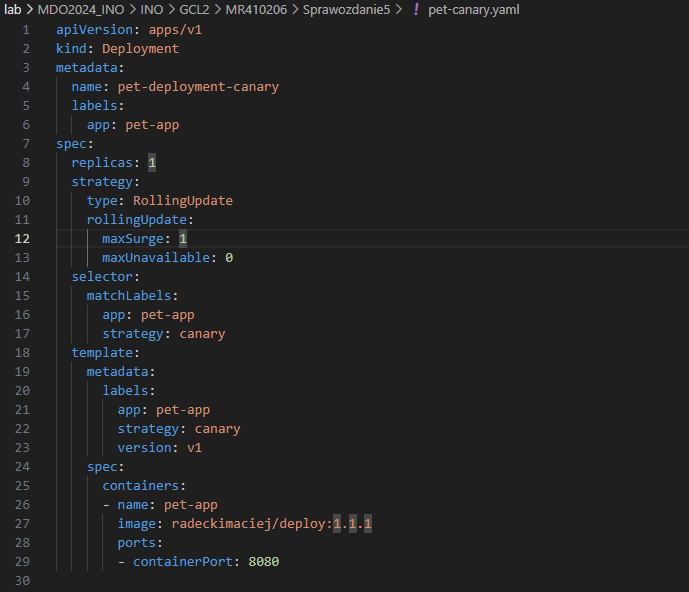 lab > MDO2024_INO > INO > GCL2 > MR410206 > Sprawozdanie5 > ! pet-canary.yaml
1 apiVersion: apps/v1
2 kind: Deployment
3 metadata:
4   name: pet-deployment-canary
5   labels:
6     app: pet-app
7 spec:
8   replicas: 1
9   strategy:
10     type: RollingUpdate
11     rollingUpdate:
12       maxSurge: 1
13       maxUnavailable: 0
14   selector:
15     matchLabels:
16       app: pet-app
17       strategy: canary
18   template:
19     metadata:
20       labels:
21         app: pet-app
22         strategy: canary
23         version: v1
24     spec:
25       containers:
26       - name: pet-app
27         image: radeckimaciej/deploy:1.1.1
28         ports:
29         - containerPort: 8080
30